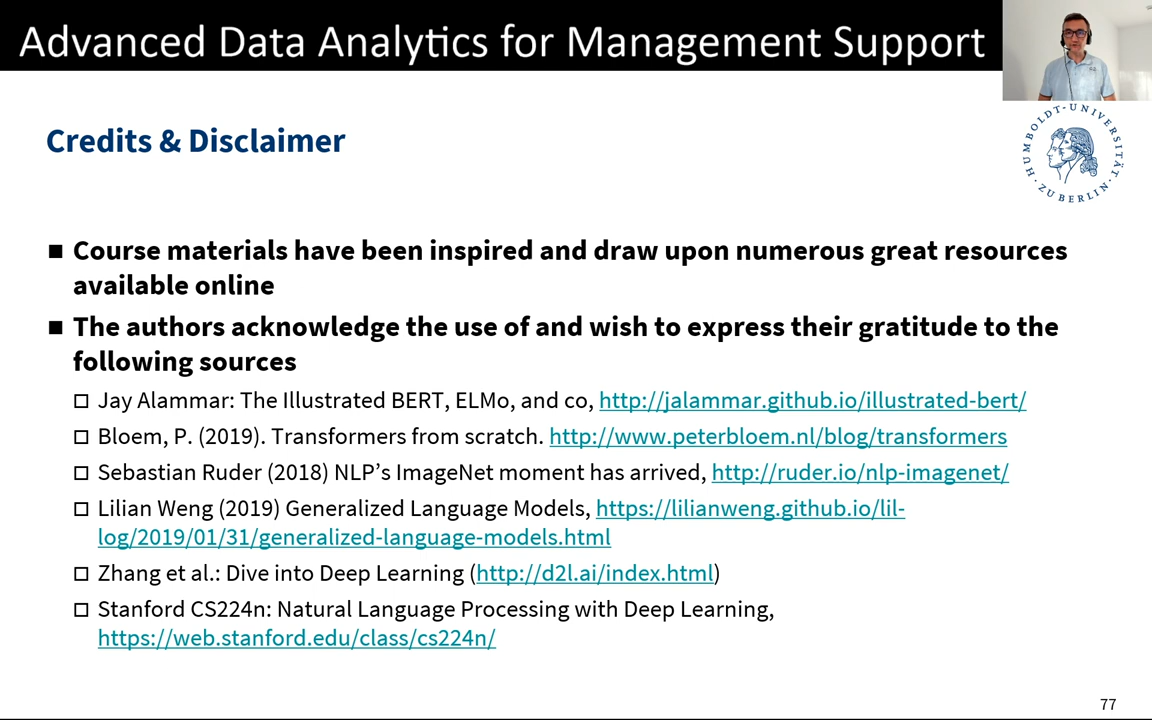 Advanced Data Analytics for Management Support
Credits & Disclaimer
HUMBOLDT-UNIVERSITÄT
ZU BERLIN
■ Course materials have been inspired and draw upon numerous great resources
available online
■ The authors acknowledge the use of and wish to express their gratitude to the
following sources
□ Jay Alammar: The Illustrated BERT, ELMo, and co, http://jalammar.github.io/illustrated-bert/
□ Bloem, P. (2019). Transformers from scratch. http://www.peterbloem.nl/blog/transformers
□ Sebastian Ruder (2018) NLP’s ImageNet moment has arrived, http://ruder.io/nlp-imagenet/
□ Lilian Weng (2019) Generalized Language Models, https://lilianweng.github.io/lil-
log/2019/01/31/generalized-language-models.html
□ Zhang et al.: Dive into Deep Learning (http://d2l.ai/index.html)
□ Stanford CS224n: Natural Language Processing with Deep Learning,
https://web.stanford.edu/class/cs224n/
77